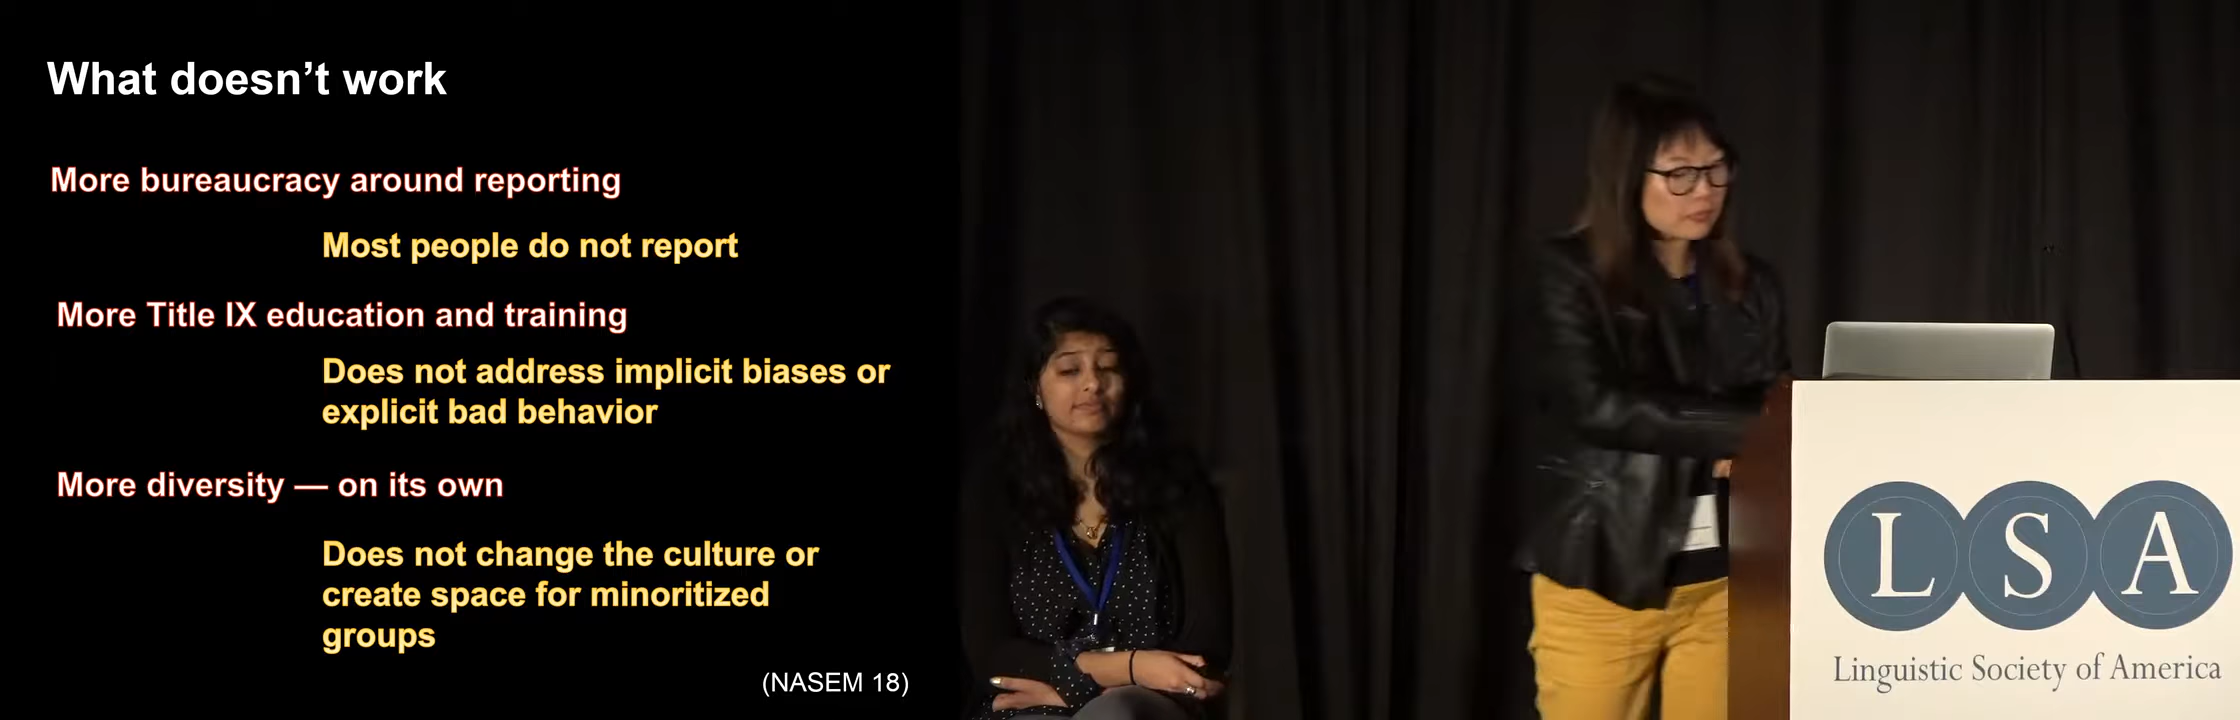 What doesn't work
More bureaucracy around reporting
Most people do not report
More Title IX education and training
Does not address implicit biases or
explicit bad behavior
More diversity — on its own
Does not change the culture or
create space for minoritized
groups
(NASEM 18)
LSA
Linguistic Society of America